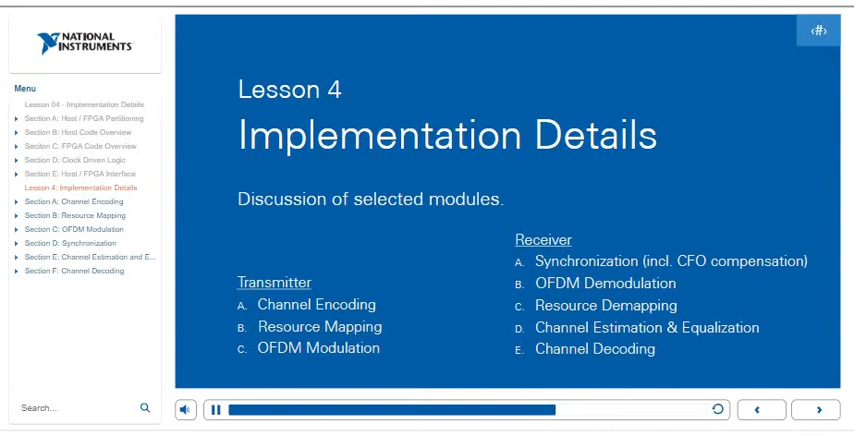 NATIONAL
INSTRUMENTS
Menu
Lesson 04 - Implementation Details
Section A: Host / FPGA Partitioning
Section B: Host Code Overview
Section C: FPGA Code Overview
Section D: Clock Driven Logic
Section E: Host / FPGA Interface
Lesson 4: Implementation Details
Section A: Channel Encoding
Section B: Resource Mapping
Section C: OFDM Modulation
Section D: Synchronization
Section E: Channel Estimation and E...
Section F: Channel Decoding
Search...
‹#›
Lesson 4
Implementation Details
Discussion of selected modules.
Transmitter
A. Channel Encoding
B. Resource Mapping
C. OFDM Modulation
Receiver
A. Synchronization (incl. CFO compensation)
B. OFDM Demodulation
C. Resource Demapping
D. Channel Estimation & Equalization
E. Channel Decoding